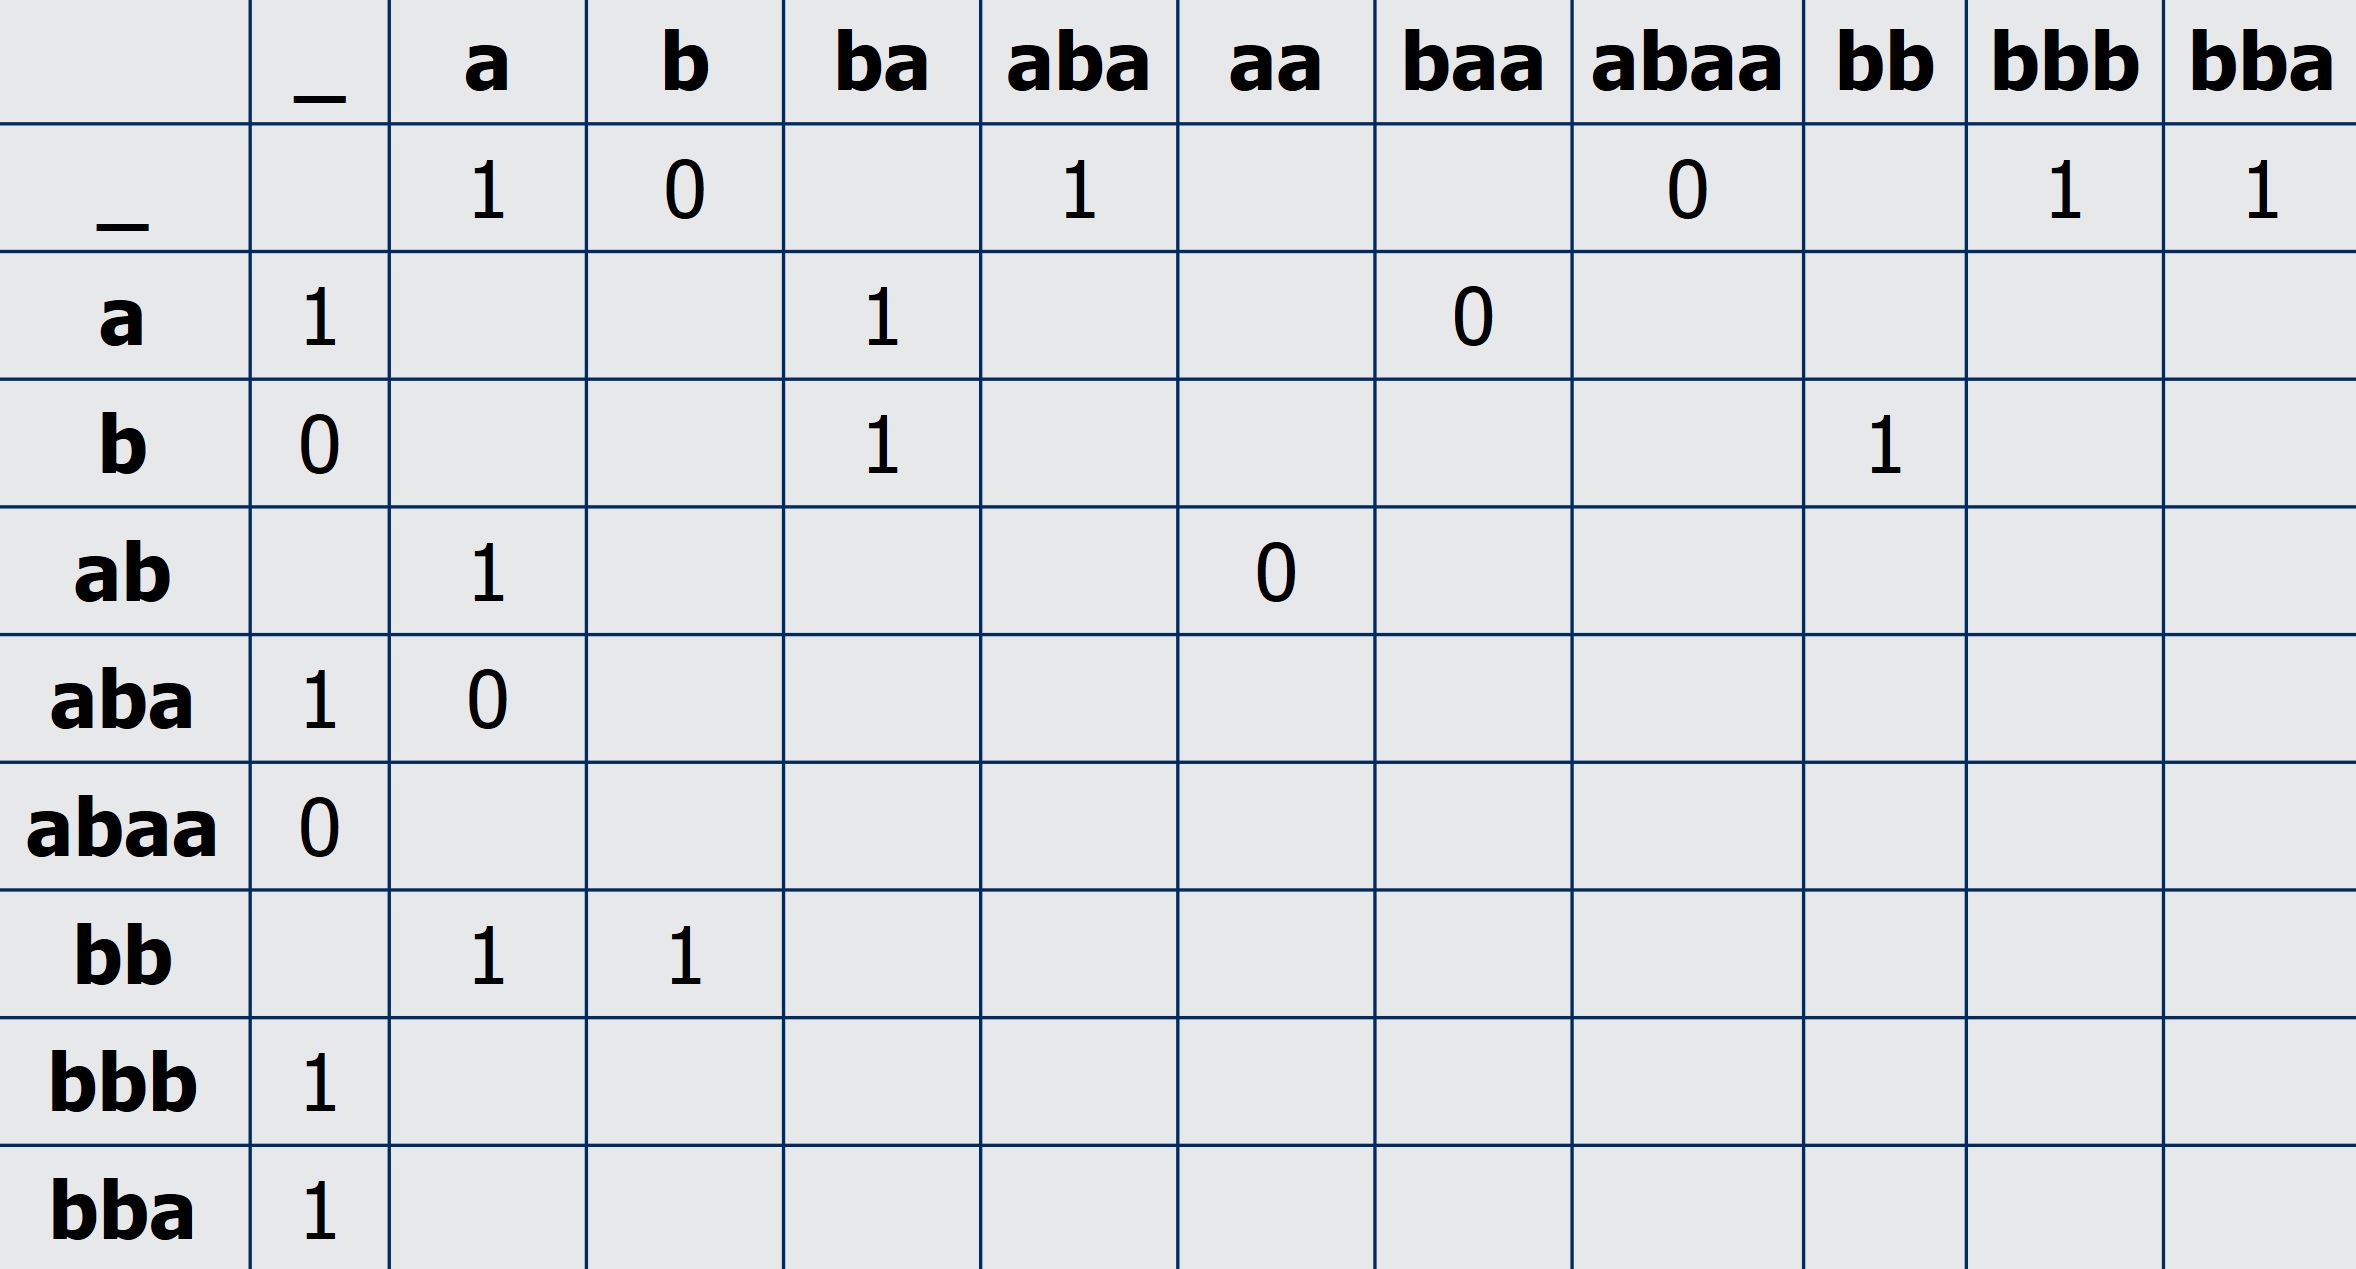 _ a b ba aba aa baa abaa bb bbb bba
_ 1 0 1 0 1 1
a 1 1 0
b 0 1 1
ab 1 0
aba 1 0
abaa 0
bb 1 1
bbb 1
bba 1